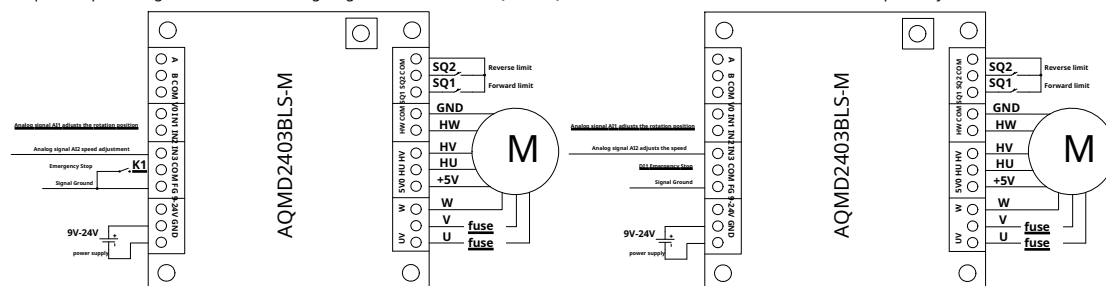 AQMD2403BLS-M
A
B
COM
VO
IN1
IN2
IN3
COM
FG
9-24V
GND
COM
SQ2
SQ1
COM
HW
HV
HU
5V0
W
V
U
SQ2
SQ1
Reverse limit
Forward limit
GND
HW
HV
HU
+5V
W
V
U
fuse
fuse
M
Analog signal AI1 adjusts the rotation position
Analog signal AI2 speed adjustment
Emergency Stop
K1
Signal Ground
9V-24V
power supply
AQMD2403BLS-M
A
B
COM
VO
IN1
IN2
IN3
COM
FG
9-24V
GND
COM
SQ2
SQ1
COM
HW
HV
HU
5V0
W
V
U
SQ2
SQ1
Reverse limit
Forward limit
GND
HW
HV
HU
+5V
W
V
U
fuse
fuse
M
Analog signal AI1 adjusts the rotation position
Analog signal AI2 adjusts the speed
DI1 Emergency Stop
Signal Ground
9V-24V
power supply